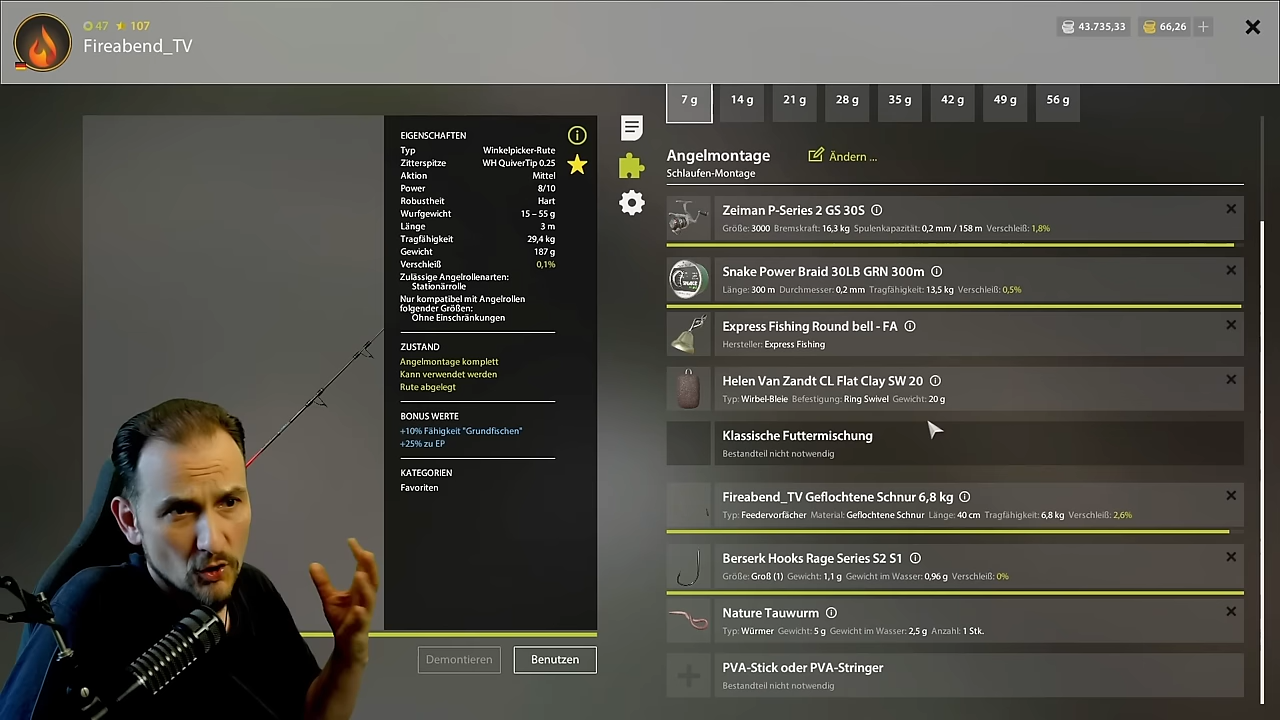 47 107
Fireabend_TV
43.735,33
66,26
7 g
14 g
21 g
28 g
35 g
42 g
49 g
56 g
EIGENSCHAFTEN
Typ Winkelpicker-Rute
Zitterspitze WH QuiverTip 0.25
Aktion Mittel
Power 8/10
Robustheit Hart
Wurfgewicht 15 – 55 g
Länge 3 m
Tragfähigkeit 29,4 kg
Gewicht 187 g
Verschleiß 0,1%
Zulässige Angelrollenarten:
Stationärrolle
Nur kompatibel mit Angelrollen
folgender Größen:
Ohne Einschränkungen
ZUSTAND
Angelmontage komplett
Kann verwendet werden
Rute abgelegt
BONUS WERTE
+10% Fähigkeit "Grundfischen"
+25% zu EP
KATEGORIEN
Favoriten
Demontieren
Benutzen
Angelmontage
Ändern ...
Schlaufen-Montage
Zeiman P-Series 2 GS 30S
Größe: 3000 Bremskraft: 16,3 kg Spulenkapazität: 0,2 mm / 158 m Verschleiß: 1,8%
Snake Power Braid 30LB GRN 300m
Länge: 300 m Durchmesser: 0,2 mm Tragfähigkeit: 13,5 kg Verschleiß: 0,5%
Express Fishing Round bell - FA
Hersteller: Express Fishing
Helen Van Zandt CL Flat Clay SW 20
Typ: Wirbel-Bleie Befestigung: Ring Swivel Gewicht: 20 g
Klassische Futtermischung
Bestandteil nicht notwendig
Fireabend_TV Geflochtene Schnur 6,8 kg
Typ: Feedervorfächer Material: Geflochtene Schnur Länge: 40 cm Tragfähigkeit: 6,8 kg Verschleiß: 2,6%
Berserk Hooks Rage Series S2 S1
Größe: Groß (1) Gewicht: 1,1 g Gewicht im Wasser: 0,96 g Verschleiß: 0%
Nature Tauwurm
Typ: Würmer Gewicht: 5 g Gewicht im Wasser: 2,5 g Anzahl: 1 Stk.
PVA-Stick oder PVA-Stringer
Bestandteil nicht notwendig